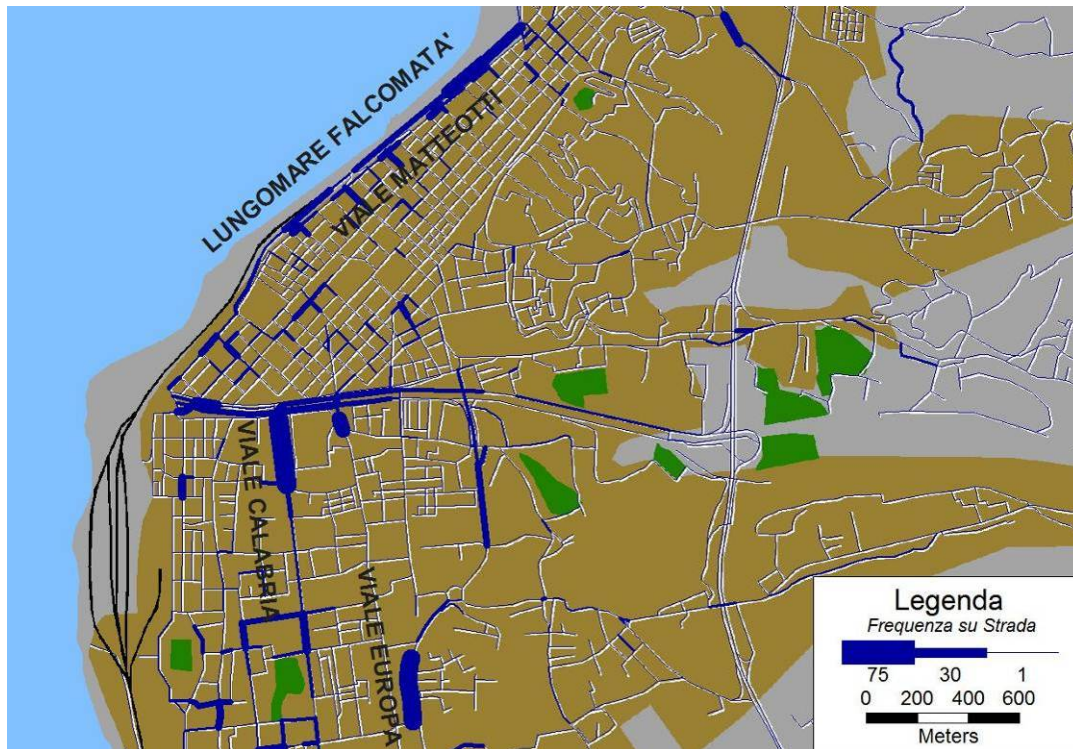 LUNGOMARE FALCOMATA'
VIALE MATTEOTTI
VIALE CALABRIA
VIALE EUROPA
Legenda
Frequenza su Strada
75 30 1
0 200 400 600
Meters